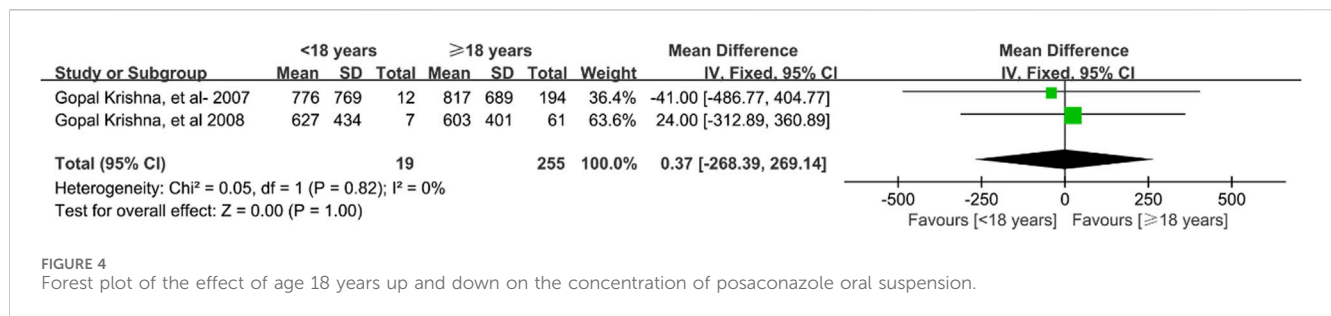 <18 years ≥18 years Mean Difference Mean Difference
Study or Subgroup Mean SD Total Mean SD Total Weight IV, Fixed, 95% CI IV, Fixed, 95% CI
Gopal Krishna, et al- 2007 776 769 12 817 689 194 36.4% -41.00 [-486.77, 404.77]
Gopal Krishna, et al 2008 627 434 7 603 401 61 63.6% 24.00 [-312.89, 360.89]
Total (95% CI) 19 255 100.0% 0.37 [-268.39, 269.14]
Heterogeneity: Chi² = 0.05, df = 1 (P = 0.82); I² = 0%
Test for overall effect: Z = 0.00 (P = 1.00)
-500 -250 0 250 500
Favours [<18 years] Favours [≥18 years]
FIGURE 4
Forest plot of the effect of age 18 years up and down on the concentration of posaconazole oral suspension.